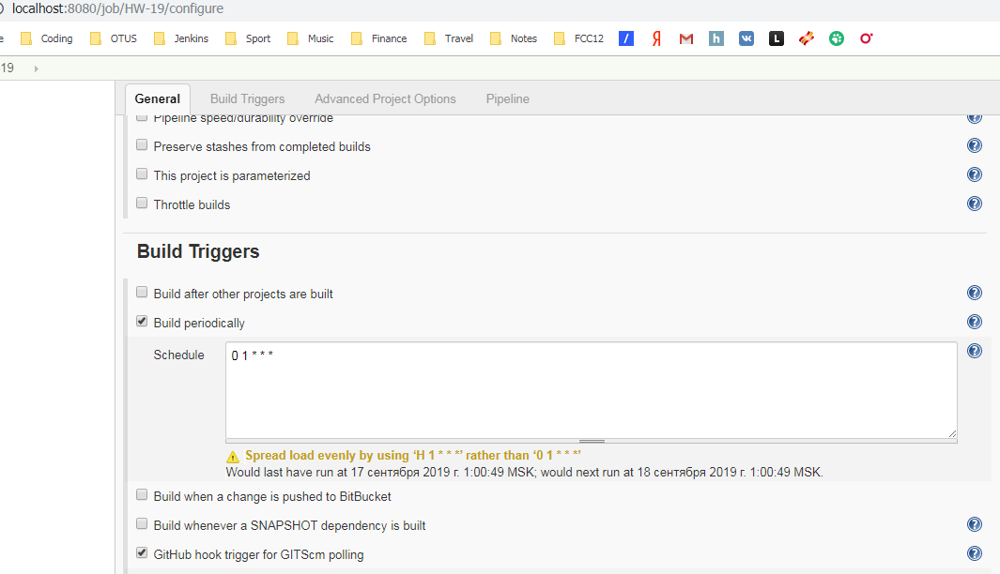 localhost:8080/job/HW-19/configure
e Coding OTUS Jenkins Sport Music Finance Travel Notes FCC12 / Я M h L
19
General Build Triggers Advanced Project Options Pipeline
Pipeline speed/durability override ?
Preserve stashes from completed builds ?
This project is parameterized ?
Throttle builds ?
Build Triggers
Build after other projects are built ?
Build periodically ?
Schedule 0 1 * * * ?
Spread load evenly by using ‘H 1 * * *’ rather than ‘0 1 * * *’
Would last have run at 17 сентября 2019 г. 1:00:49 MSK; would next run at 18 сентября 2019 г. 1:00:49 MSK.
Build when a change is pushed to BitBucket
Build whenever a SNAPSHOT dependency is built ?
GitHub hook trigger for GITScm polling ?